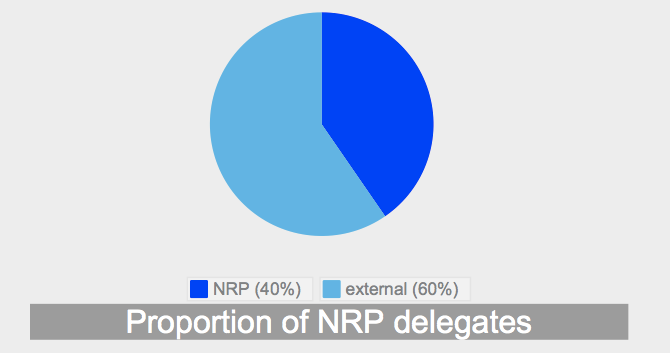 NRP (40%) external (60%)
Proportion of NRP delegates